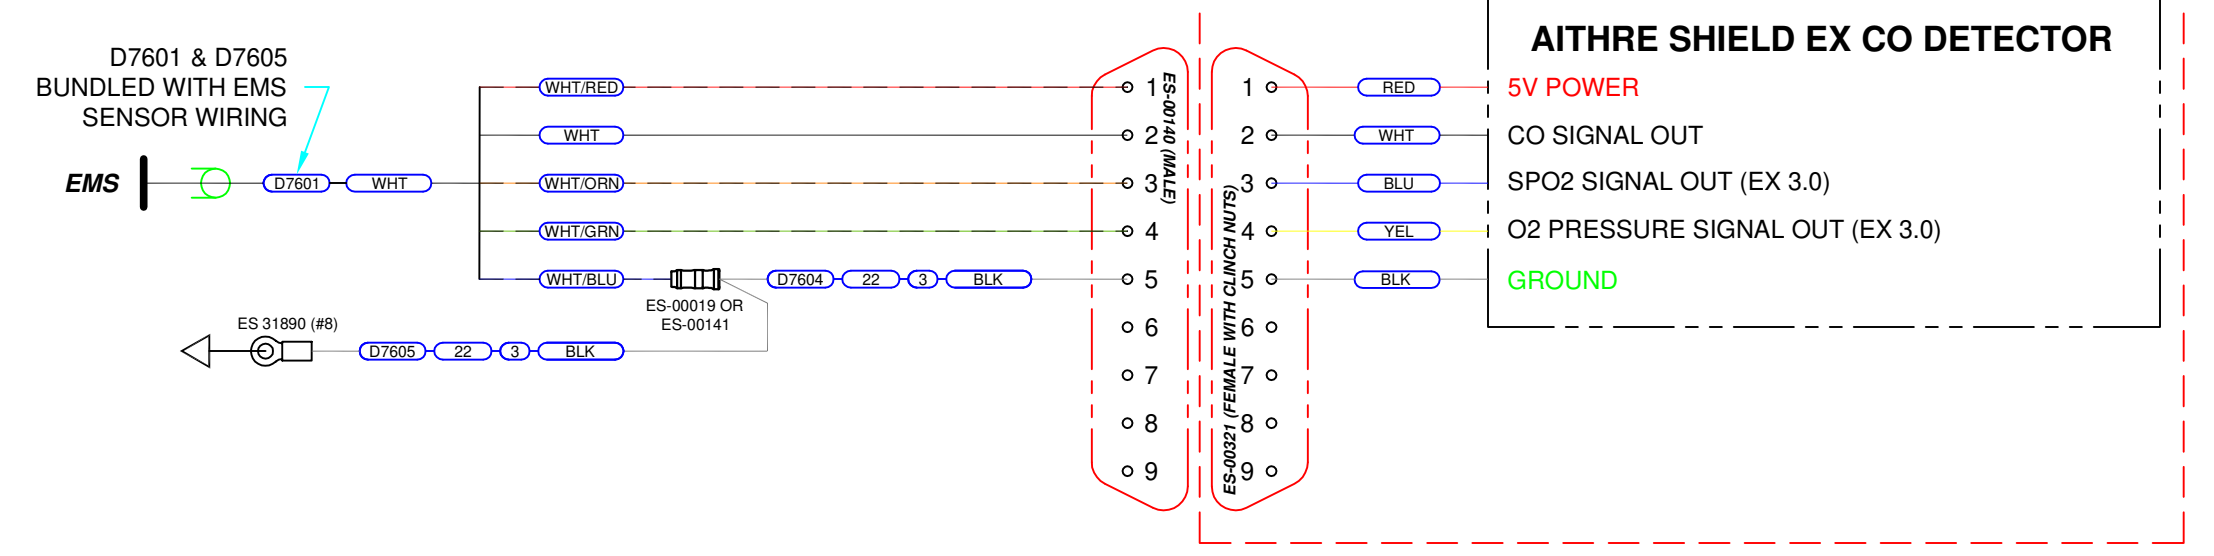 D7601 & D7605
BUNDLED WITH EMS
SENSOR WIRING
EMS
D7601
WHT
WHT/RED
WHT
WHT/ORN
WHT/GRN
WHT/BLU
ES-00019 OR
ES-00141
D7604
22
3
BLK
ES 31890 (#8)
D7605
22
3
BLK
1
2
3
4
5
6
7
8
9
ES-00140 (MALE)
ES-00321 (FEMALE WITH CLINCH NUTS)
1
2
3
4
5
6
7
8
9
RED
WHT
BLU
YEL
BLK
AITHRE SHIELD EX CO DETECTOR
5V POWER
CO SIGNAL OUT
SPO2 SIGNAL OUT (EX 3.0)
O2 PRESSURE SIGNAL OUT (EX 3.0)
GROUND